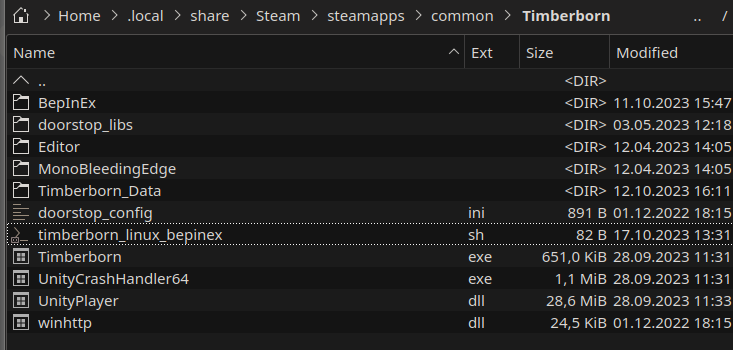 Home > .local > share > Steam > steamapps > common > Timberborn .. /
Name Ext Size Modified
.. <DIR>
BepInEx <DIR> 11.10.2023 15:47
doorstop_libs <DIR> 03.05.2023 12:18
Editor <DIR> 12.04.2023 14:05
MonoBleedingEdge <DIR> 12.04.2023 14:05
Timberborn_Data <DIR> 12.10.2023 16:11
doorstop_config ini 891 B 01.12.2022 18:15
timberborn_linux_bepinex sh 82 B 17.10.2023 13:31
Timberborn exe 651,0 KiB 28.09.2023 11:31
UnityCrashHandler64 exe 1,1 MiB 28.09.2023 11:31
UnityPlayer dll 28,6 MiB 28.09.2023 11:33
winhttp dll 24,5 KiB 01.12.2022 18:15